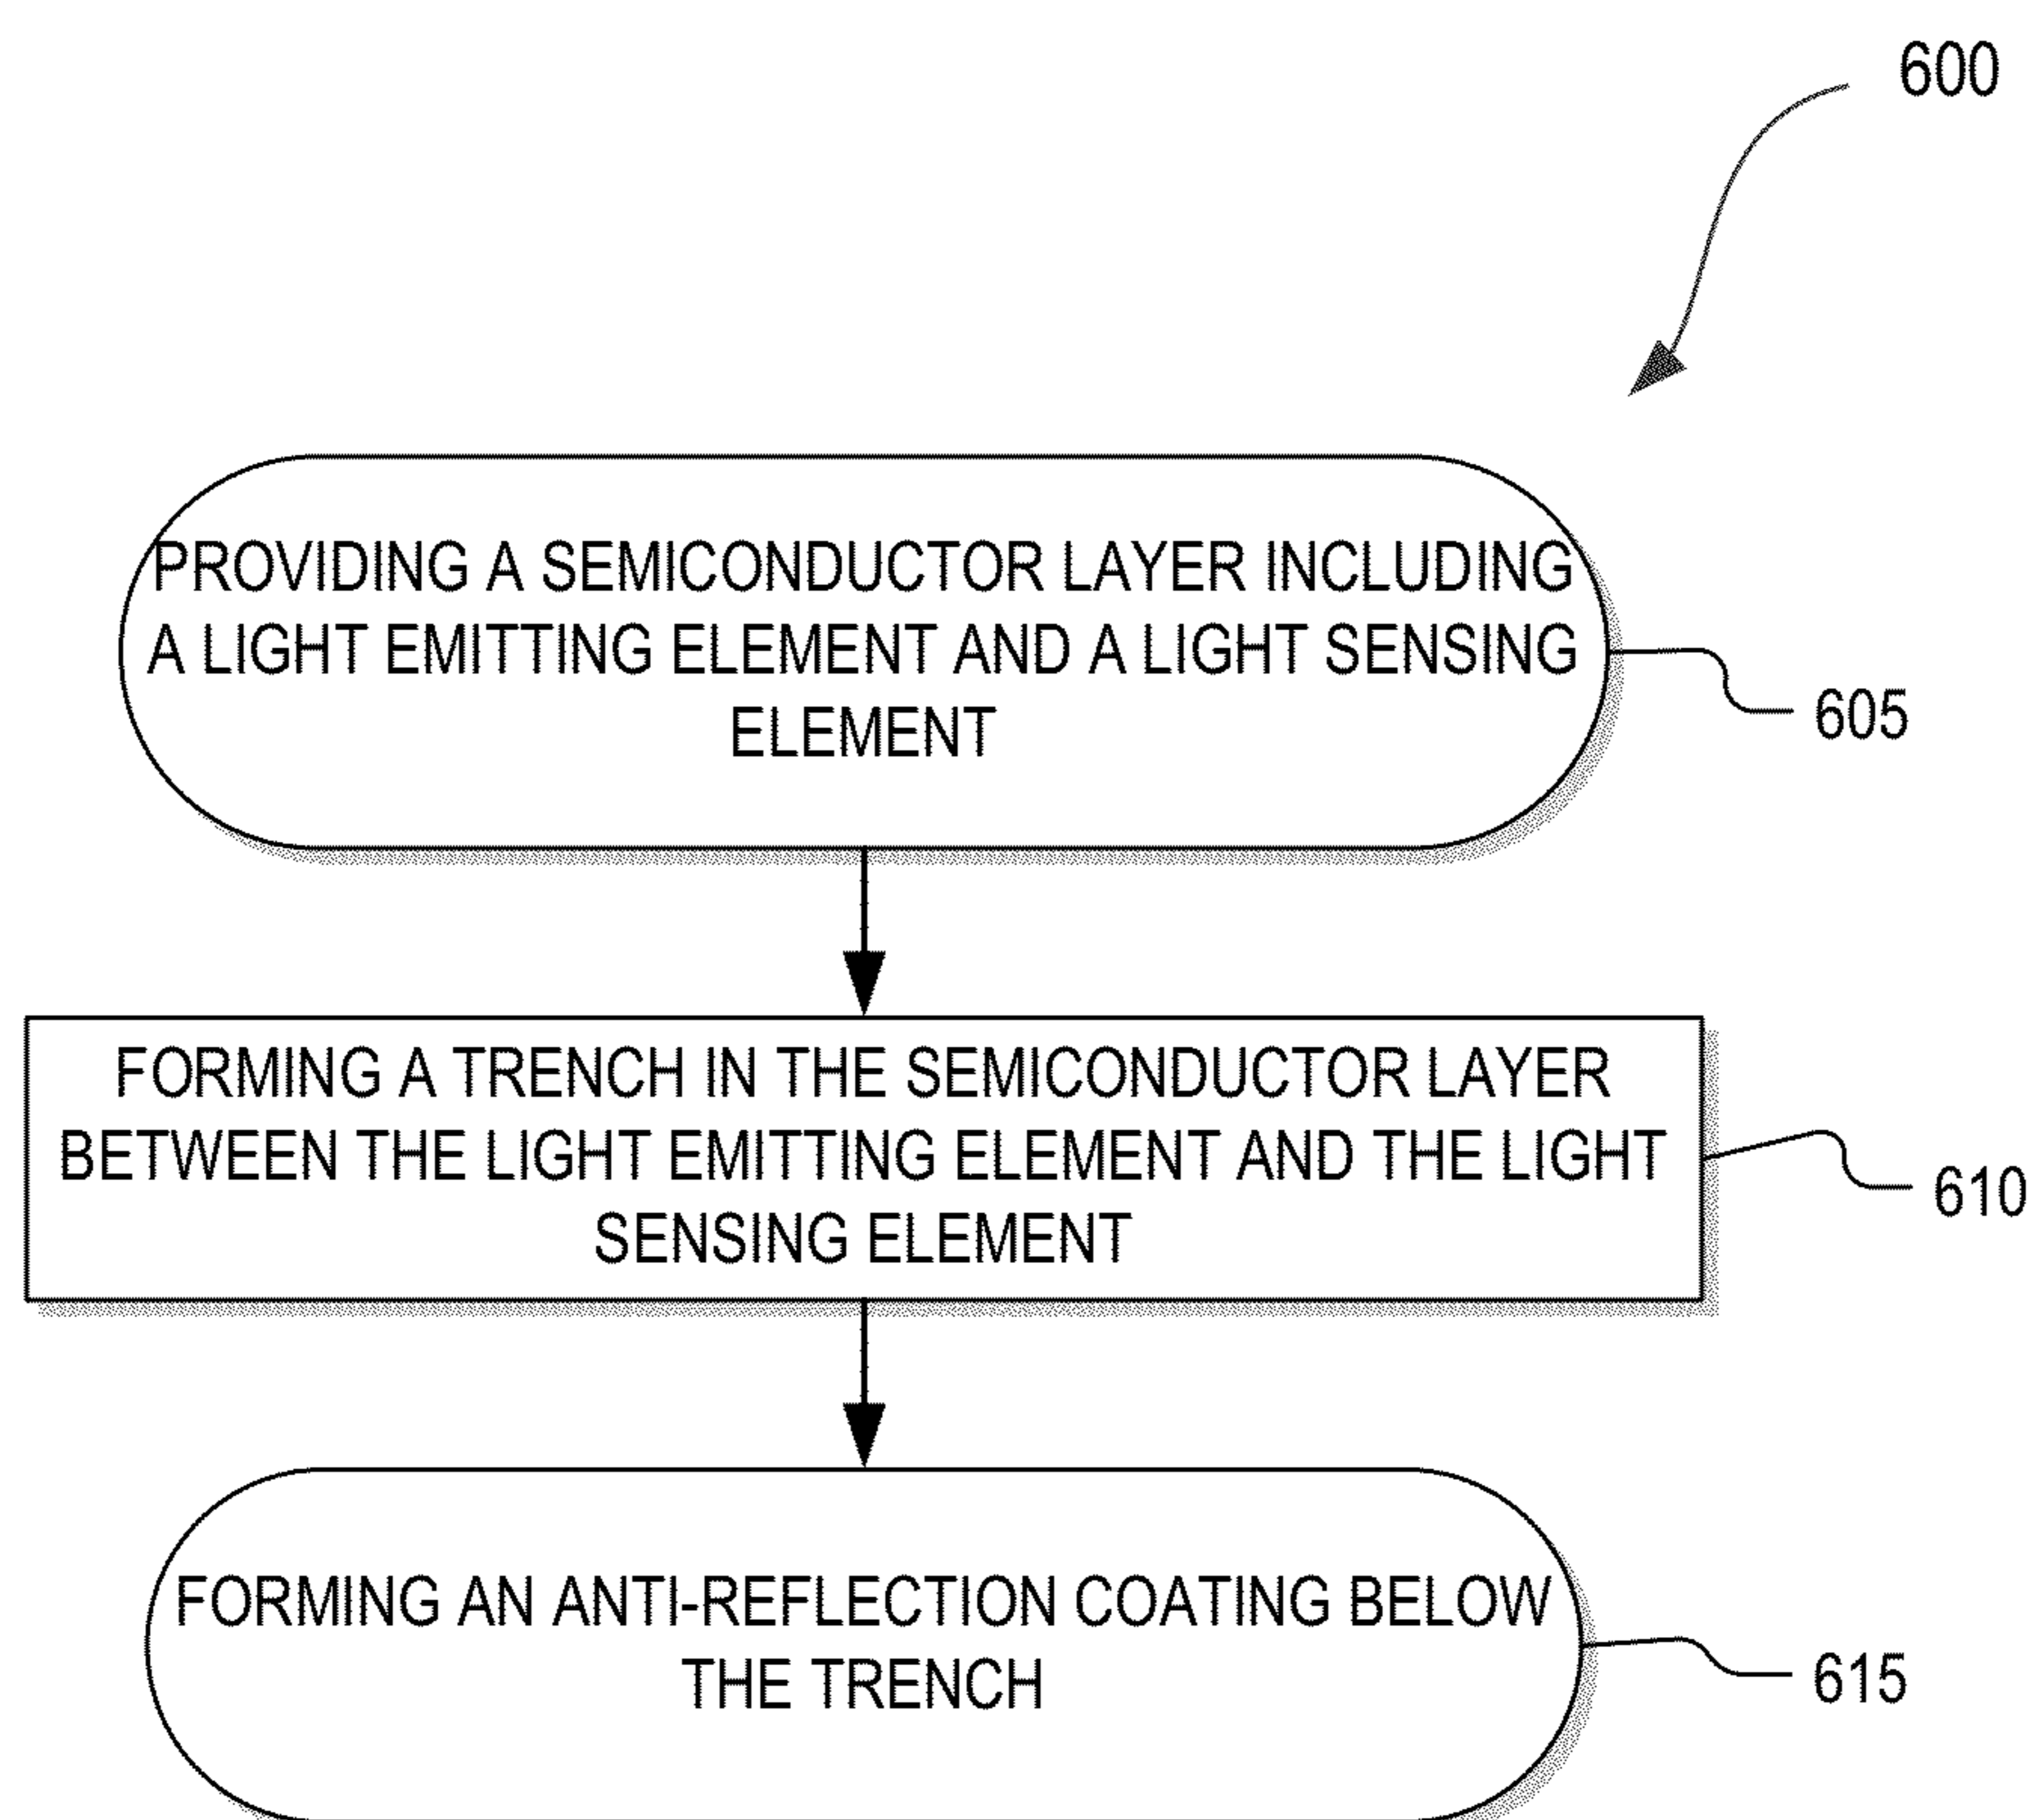 600
PROVIDING A SEMICONDUCTOR LAYER INCLUDING
A LIGHT EMITTING ELEMENT AND A LIGHT SENSING
ELEMENT
605
FORMING A TRENCH IN THE SEMICONDUCTOR LAYER
BETWEEN THE LIGHT EMITTING ELEMENT AND THE LIGHT
SENSING ELEMENT
610
FORMING AN ANTI-REFLECTION COATING BELOW
THE TRENCH
615